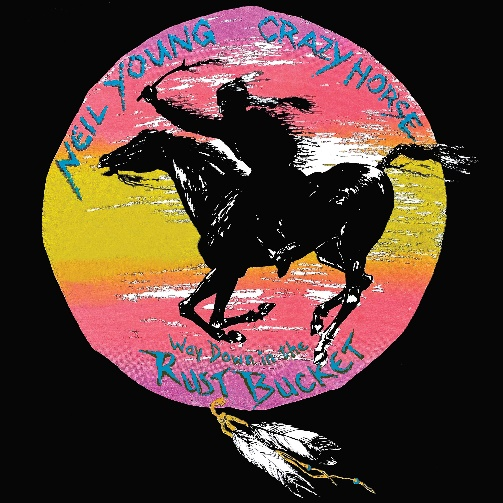 NEIL YOUNG CRAZY HORSE
Way Down in the
RUST BUCKET